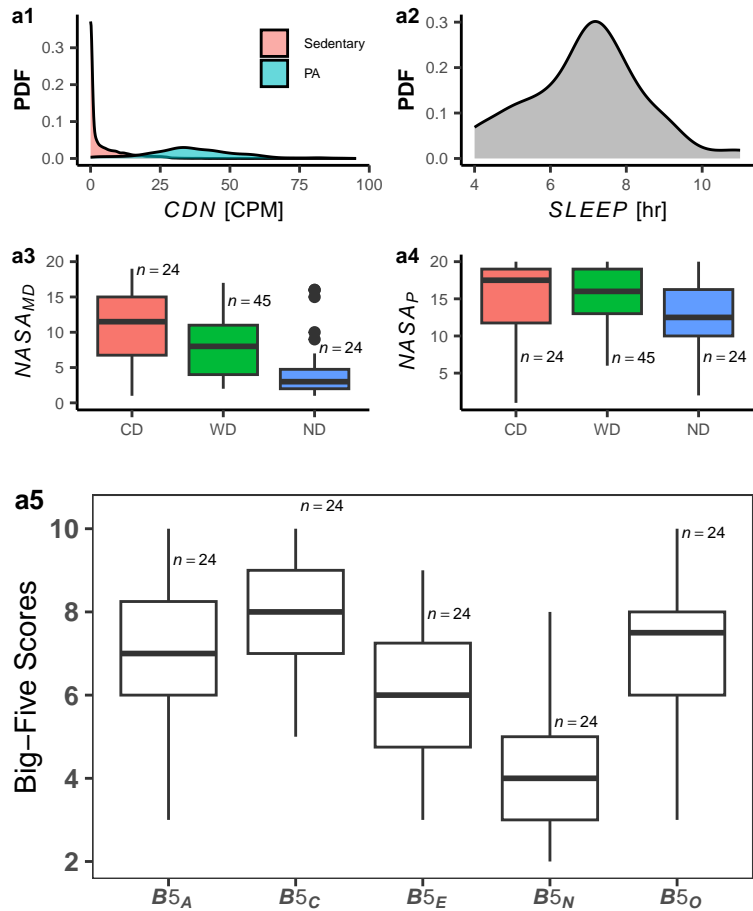 a1
PDF
0.3
0.2
0.1
0.0
Sedentary
PA
0
25
50
75
100
CDN [CPM]
a2
PDF
0.3
0.2
0.1
0.0
4
6
8
10
SLEEP [hr]
a3
NASA_MD
20
15
10
5
0
n = 24
n = 45
n = 24
CD
WD
ND
a4
NASA_P
20
15
10
5
n = 24
n = 45
n = 24
CD
WD
ND
a5
Big–Five Scores
10
8
6
4
2
n = 24
n = 24
n = 24
n = 24
n = 24
B5_A
B5_C
B5_E
B5_N
B5_O